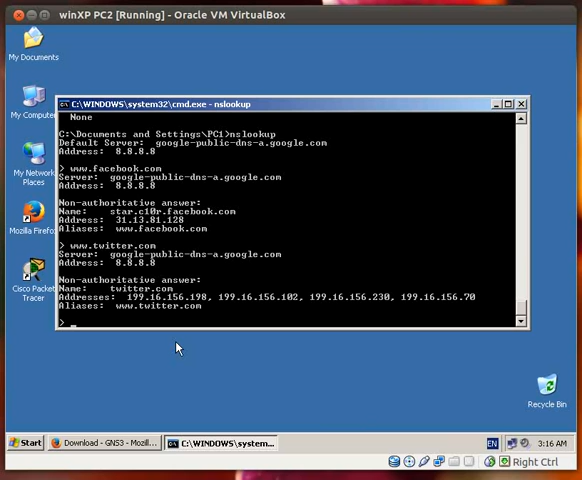 winXP PC2 [Running] - Oracle VM VirtualBox
My Documents
My Computer
My Network
Places
Mozilla Firefox
Cisco Packet
Tracer
C:\WINDOWS\system32\cmd.exe - nslookup
None
C:\Documents and Settings\PC1>nslookup
Default Server:  google-public-dns-a.google.com
Address:  8.8.8.8
> www.facebook.com
Server:  google-public-dns-a.google.com
Address:  8.8.8.8
Non-authoritative answer:
Name:    star.c10r.facebook.com
Address:  31.13.81.128
Aliases:  www.facebook.com
> www.twitter.com
Server:  google-public-dns-a.google.com
Address:  8.8.8.8
Non-authoritative answer:
Name:    twitter.com
Addresses:  199.16.156.198, 199.16.156.102, 199.16.156.230, 199.16.156.70
Aliases:  www.twitter.com
> _
Recycle Bin
Start
Download - GNS3 - Mozill...
C:\WINDOWS\system...
EN
3:16 AM
Right Ctrl